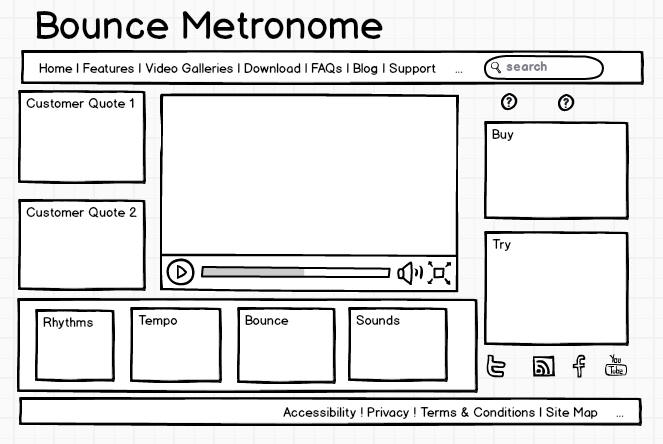 Bounce Metronome
Home | Features | Video Galleries | Download | FAQs | Blog | Support ...
search
Customer Quote 1
? ?
Buy
Customer Quote 2
Try
Rhythms
Tempo
Bounce
Sounds
You
Tube
Accessibility ! Privacy ! Terms & Conditions | Site Map ...